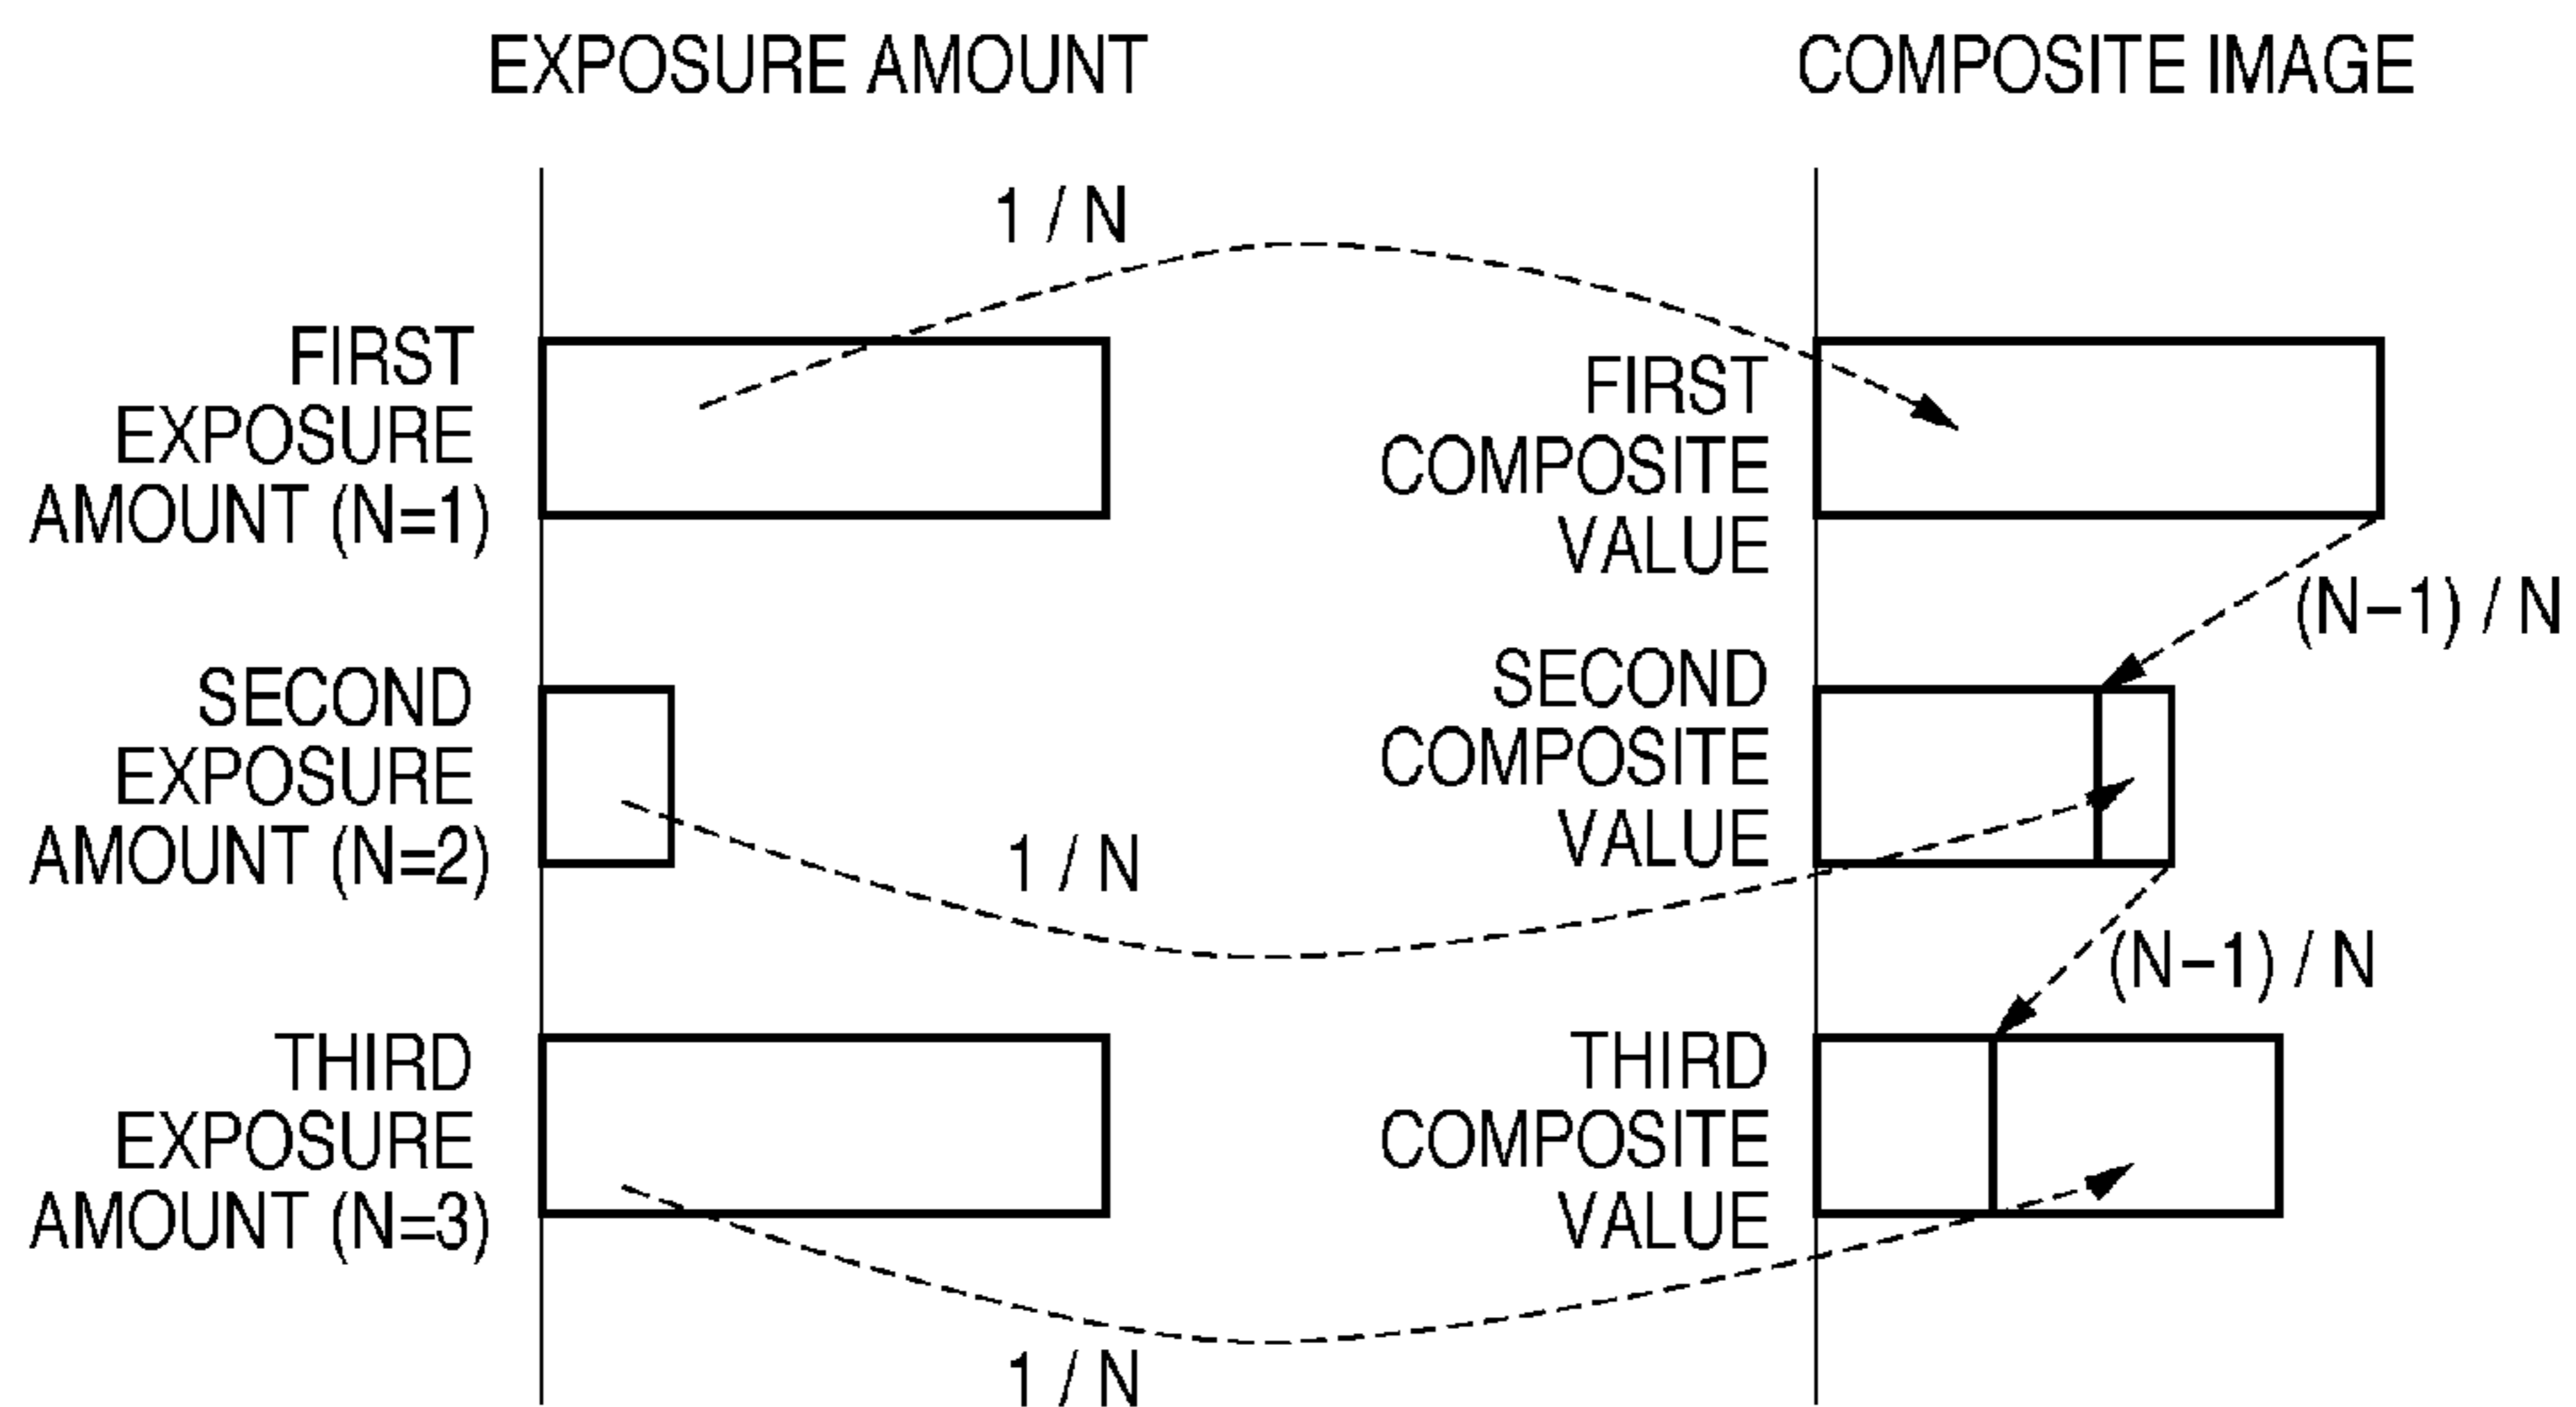 EXPOSURE AMOUNT
COMPOSITE IMAGE
1 / N
FIRST
EXPOSURE
AMOUNT (N=1)
FIRST
COMPOSITE
VALUE
(N−1) / N
SECOND
EXPOSURE
AMOUNT (N=2)
1 / N
SECOND
COMPOSITE
VALUE
(N−1) / N
THIRD
EXPOSURE
AMOUNT (N=3)
THIRD
COMPOSITE
VALUE
1 / N